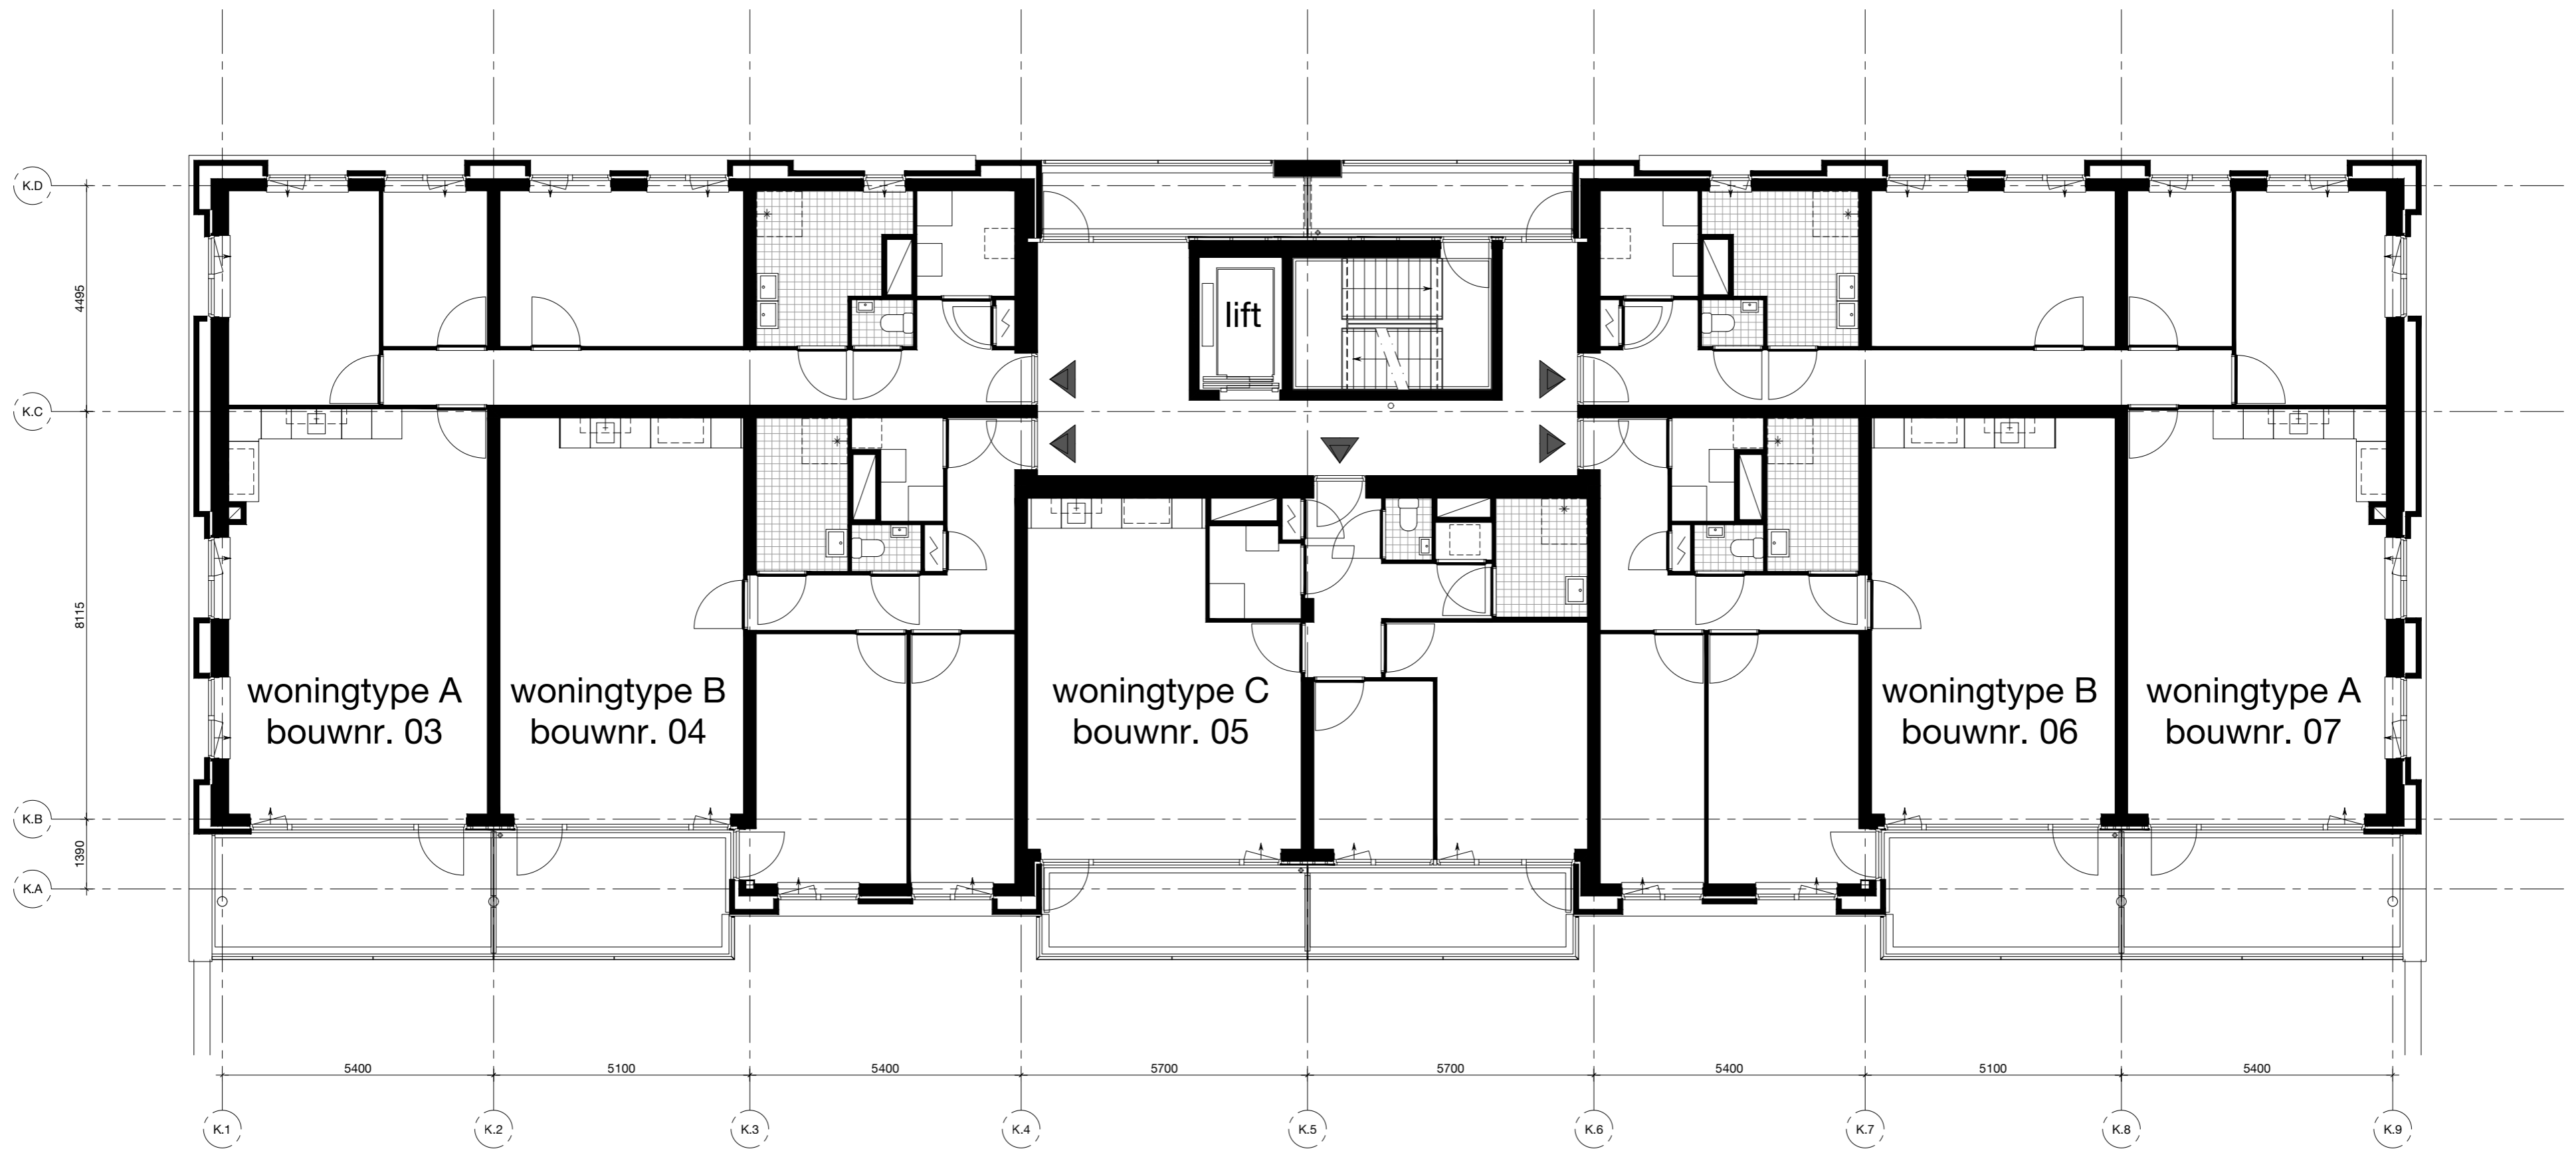 K.D
4495
lift
K.C
8115
woningtype A
bouwnr. 03
woningtype B
bouwnr. 04
woningtype C
bouwnr. 05
woningtype B
bouwnr. 06
woningtype A
bouwnr. 07
K.B
1390
K.A
5400 5100 5400 5700 5700 5400 5100 5400
K.1 K.2 K.3 K.4 K.5 K.6 K.7 K.8 K.9